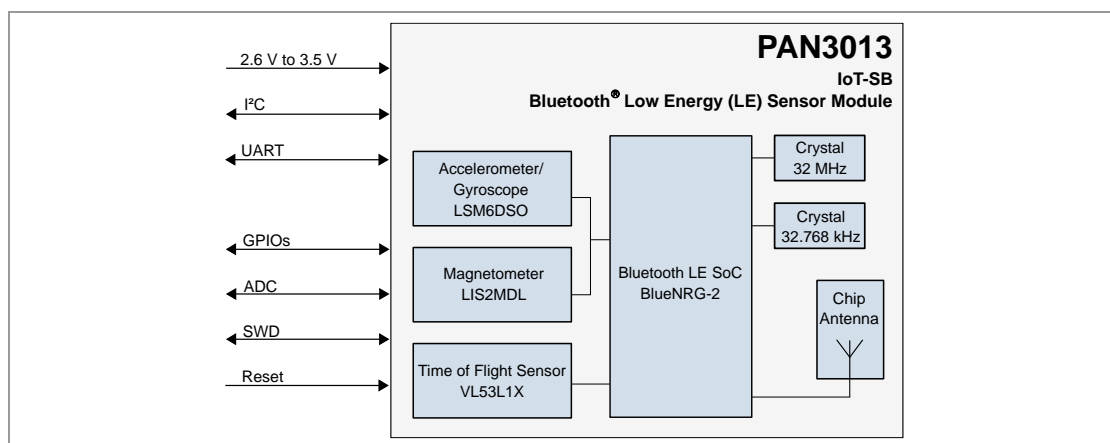 PAN3013
IoT-SB
Bluetooth® Low Energy (LE) Sensor Module
2.6 V to 3.5 V
I²C
UART
GPIOs
ADC
SWD
Reset
Accelerometer/
Gyroscope
LSM6DSO
Magnetometer
LIS2MDL
Time of Flight Sensor
VL53L1X
Bluetooth LE SoC
BlueNRG-2
Crystal
32 MHz
Crystal
32.768 kHz
Chip
Antenna